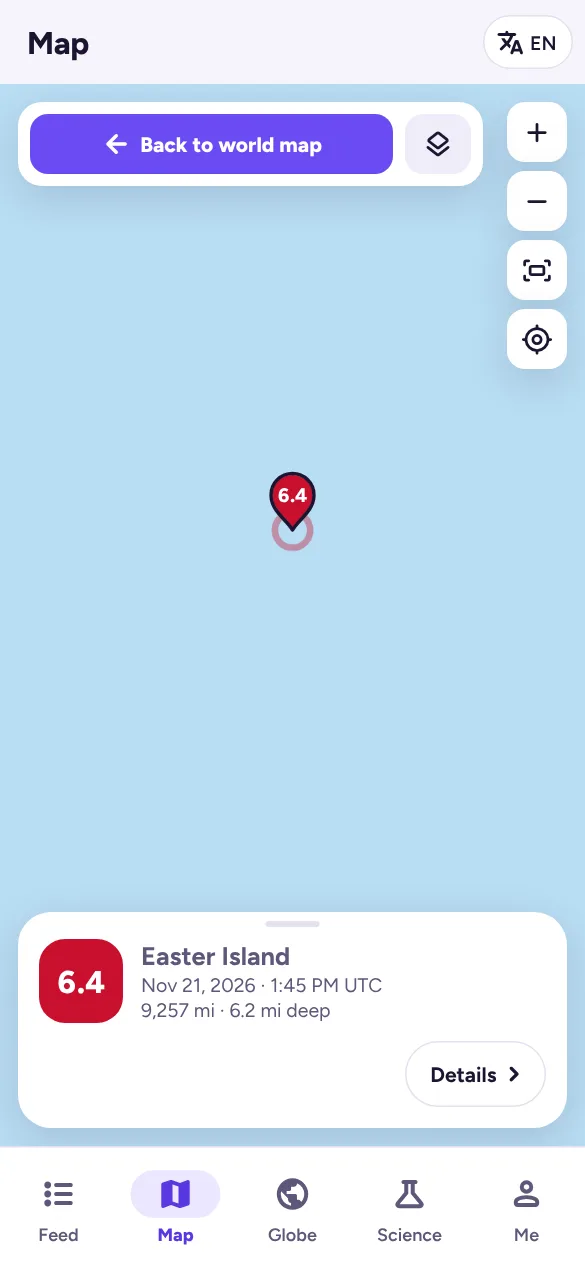 Map
EN
Back to world map
6.4
6.4
Easter Island
Nov 21, 2026 · 1:45 PM UTC
9,257 mi · 6.2 mi deep
Details
Feed
Map
Globe
Science
Me